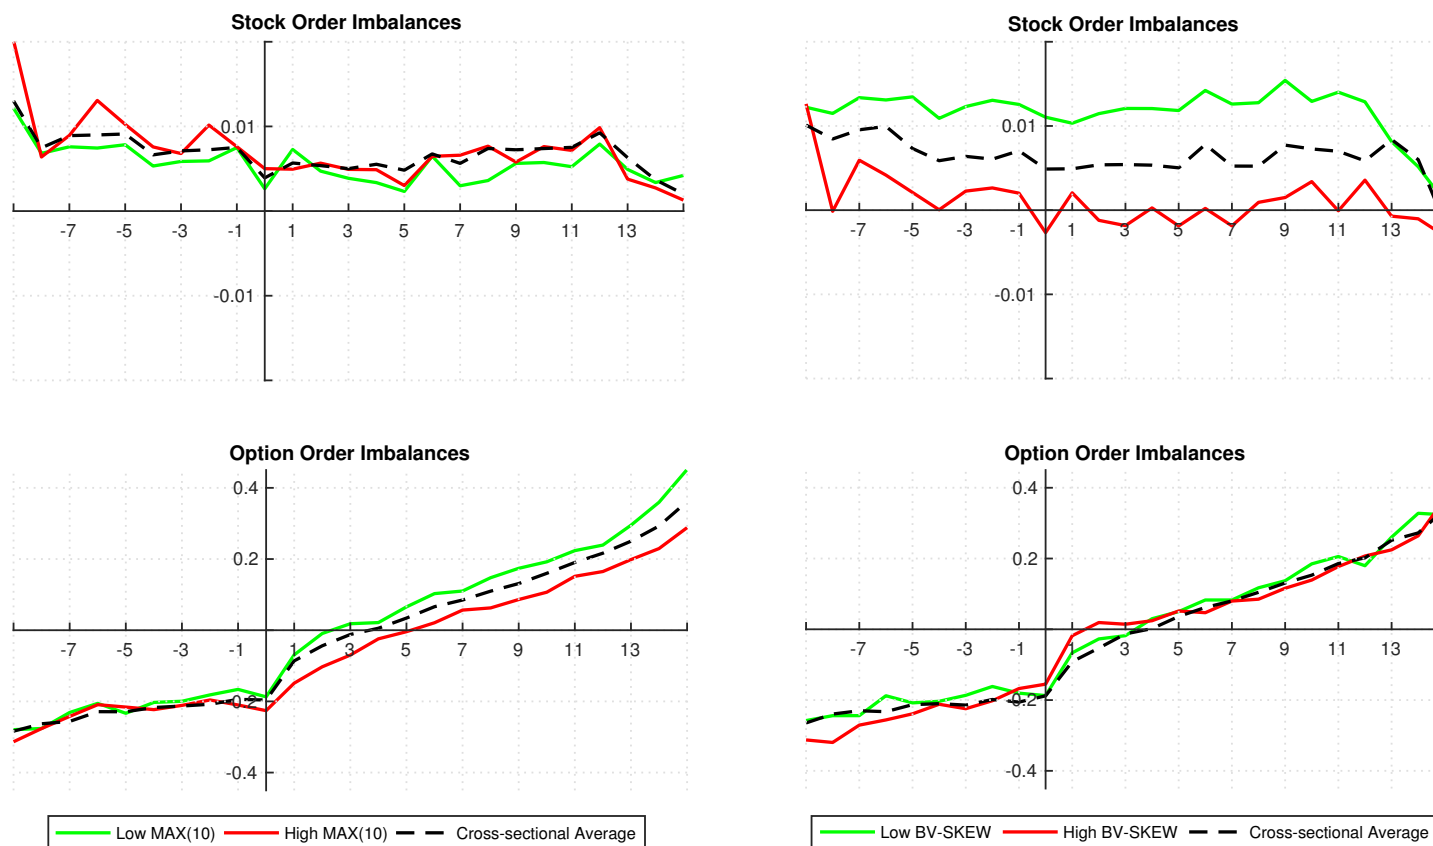 Stock Order Imbalances
0.01
-7 -5 -3 -1 1 3 5 7 9 11 13
-0.01
Stock Order Imbalances
0.01
-7 -5 -3 -1 1 3 5 7 9 11 13
-0.01
Option Order Imbalances
0.4
0.2
-7 -5 -3 -1 1 3 5 7 9 11 13
-0.2
-0.4
Low MAX(10) High MAX(10) Cross-sectional Average
Option Order Imbalances
0.4
0.2
-7 -5 -3 -1 1 3 5 7 9 11 13
-0.2
-0.4
Low BV-SKEW High BV-SKEW Cross-sectional Average